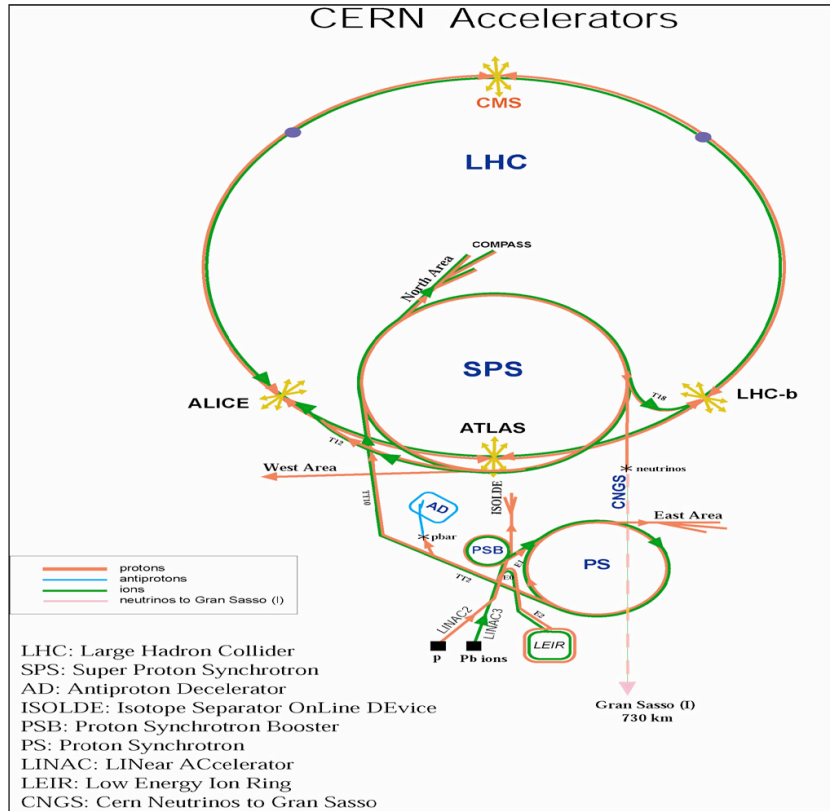 CERN Accelerators
CMS
LHC
COMPASS
North Area
SPS
ALICE
LHC-b
TI8
ATLAS
TI2
West Area
neutrinos
TT10
ISOLDE
CNGS
AD
East Area
pbar
PSB
PS
E1
E0
TT2
protons
antiprotons
ions
neutrinos to Gran Sasso (I)
LINAC2
LINAC3
E2
LEIR
p
Pb ions
LHC: Large Hadron Collider
SPS: Super Proton Synchrotron
AD: Antiproton Decelerator
ISOLDE: Isotope Separator OnLine DEvice
PSB: Proton Synchrotron Booster
PS: Proton Synchrotron
LINAC: LINear ACcelerator
LEIR: Low Energy Ion Ring
CNGS: Cern Neutrinos to Gran Sasso
Gran Sasso (I)
730 km